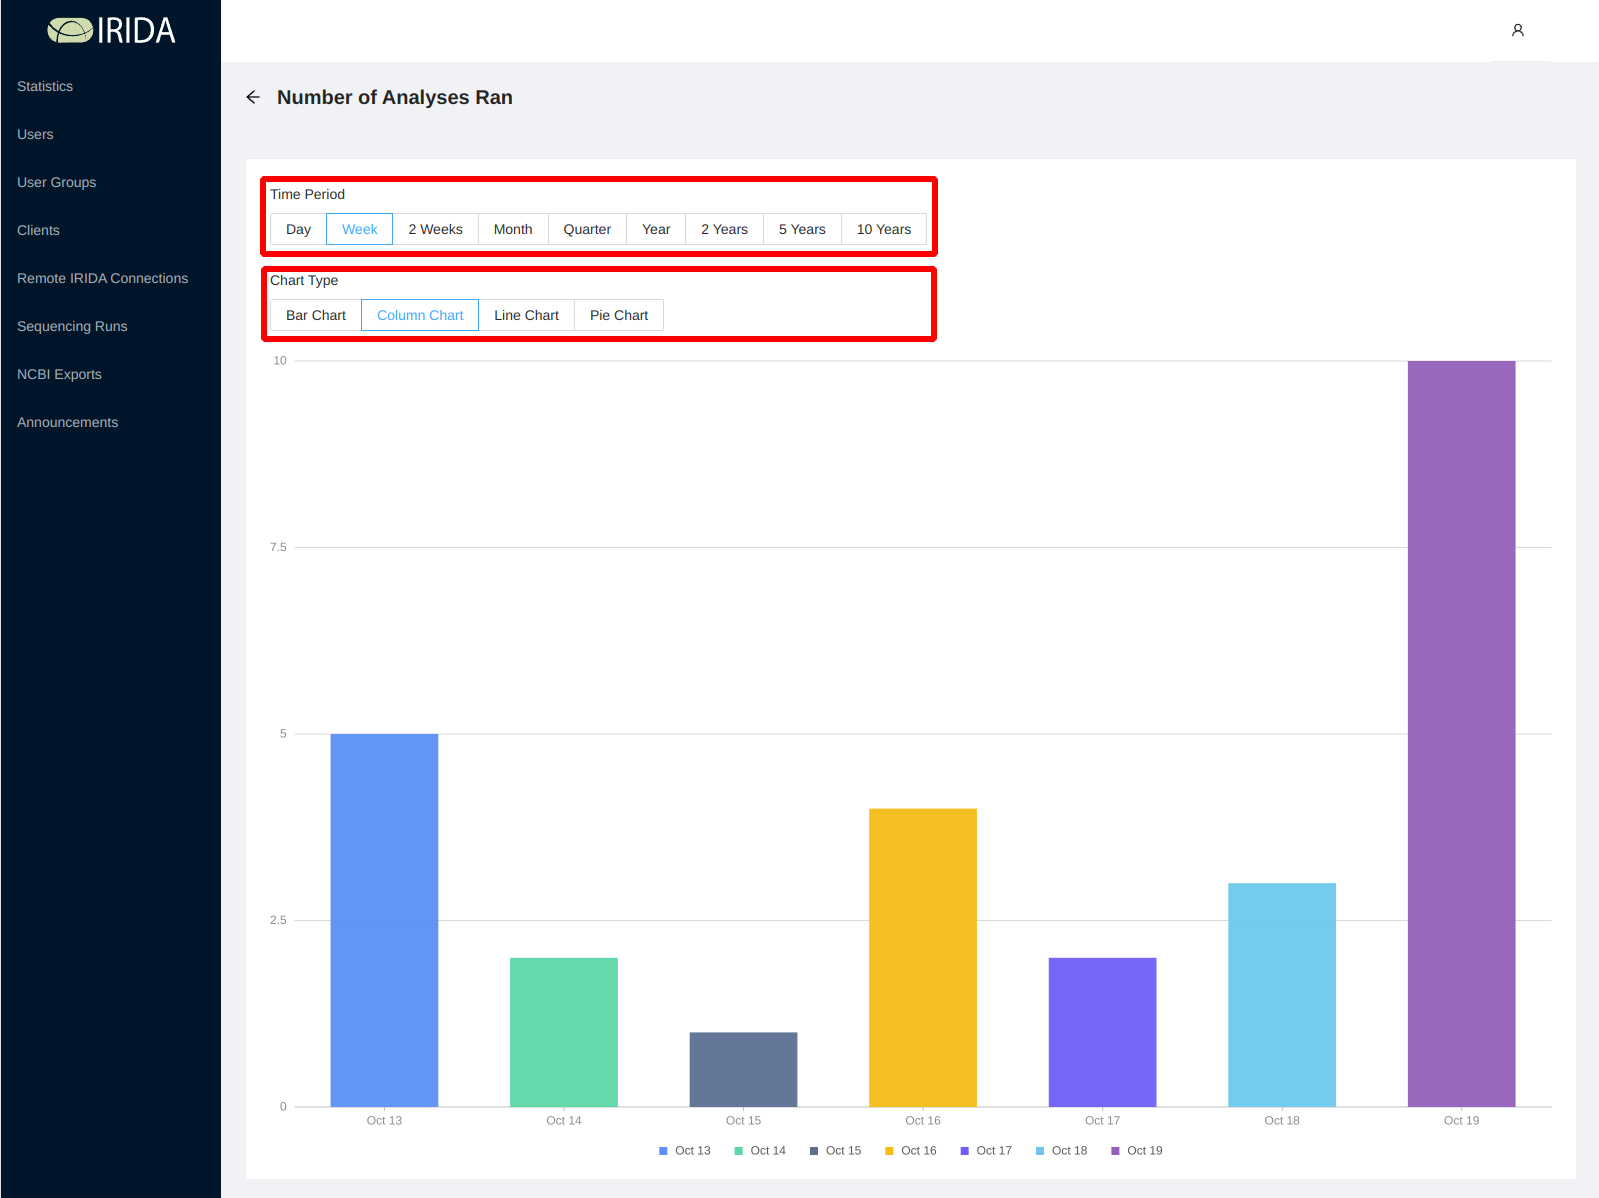 IRIDA
Statistics
Users
User Groups
Clients
Remote IRIDA Connections
Sequencing Runs
NCBI Exports
Announcements
Number of Analyses Ran
Time Period
Day Week 2 Weeks Month Quarter Year 2 Years 5 Years 10 Years
Chart Type
Bar Chart Column Chart Line Chart Pie Chart
10
7.5
5
2.5
0
Oct 13 Oct 14 Oct 15 Oct 16 Oct 17 Oct 18 Oct 19
Oct 13 Oct 14 Oct 15 Oct 16 Oct 17 Oct 18 Oct 19